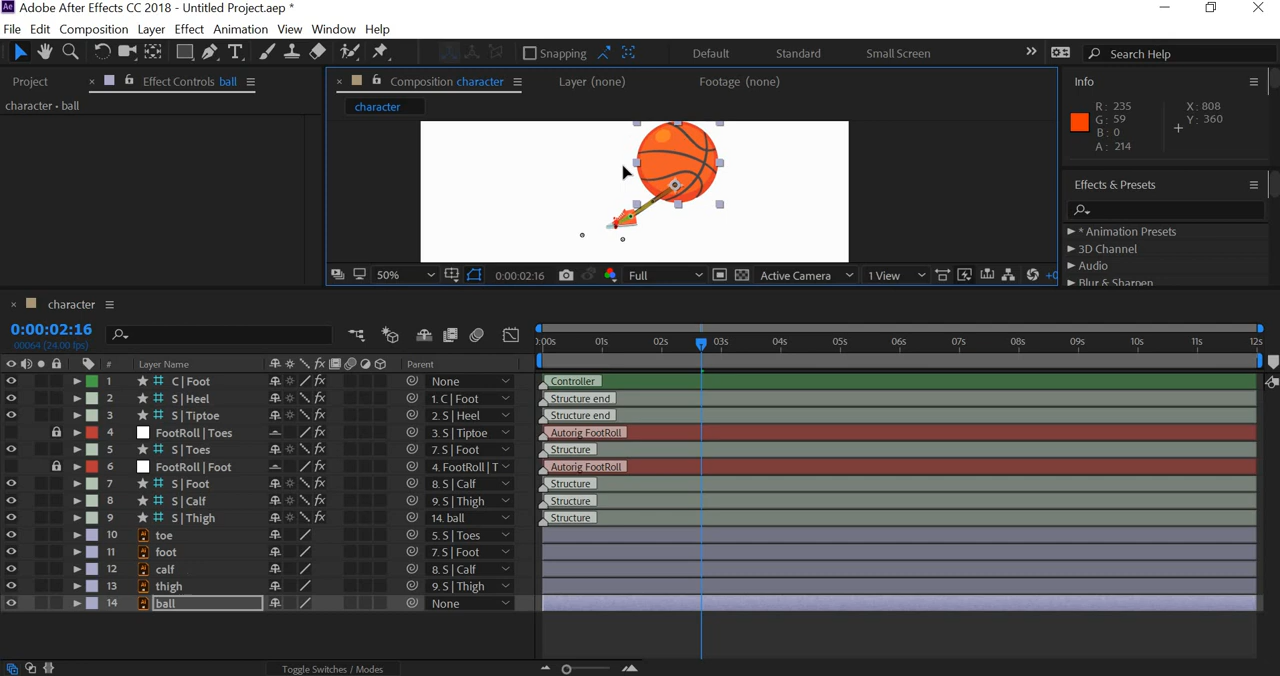 Adobe After Effects CC 2018 - Untitled Project.aep *
File Edit Composition Layer Effect Animation View Window Help
Snapping Default Standard Small Screen >> Search Help
Project × Effect Controls ball × Composition character Layer (none) Footage (none) Info
character • ball
character
R: 235 X: 808
G: 59 Y: 360
B: 0
A: 214
Effects & Presets
* Animation Presets
3D Channel
Audio
Blur & Sharpen
50% 0:00:02:16 Full Active Camera 1 View +0
× character
0:00:02:16
00064 (24.00 fps)
:00s 01s 02s 03s 04s 05s 06s 07s 08s 09s 10s 11s 12s
# Layer Name fx Parent
1 C | Foot fx None Controller
2 S | Heel fx 1. C | Foot Structure end
3 S | Tiptoe fx 2. S | Heel Structure end
4 FootRoll | Toes 3. S | Tiptoe Autorig FootRoll
5 S | Toes fx 7. S | Foot Structure
6 FootRoll | Foot 4. FootRoll | T Autorig FootRoll
7 S | Foot fx 8. S | Calf Structure
8 S | Calf fx 9. S | Thigh Structure
9 S | Thigh fx 14. ball Structure
10 toe 5. S | Toes
11 foot 7. S | Foot
12 calf 8. S | Calf
13 thigh 9. S | Thigh
14 ball None
Toggle Switches / Modes